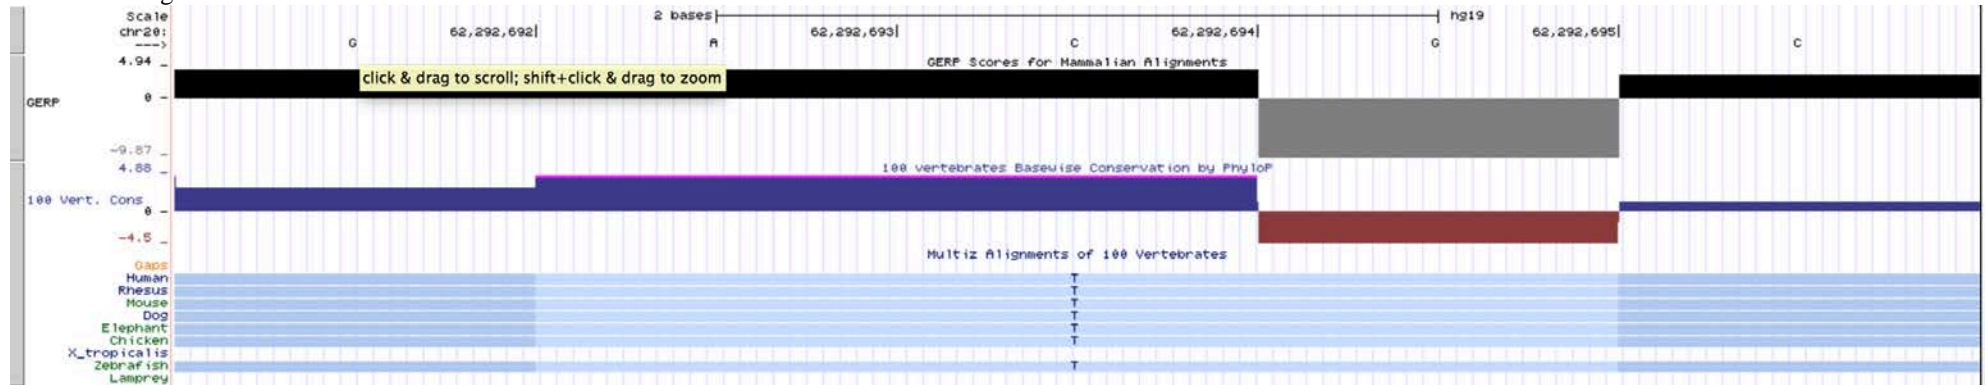 Scale 2 bases hg19
chr20: 62,292,692| 62,292,693| 62,292,694| 62,292,695|
---> G A C G C
4.94 _ GERP Scores for Mammalian Alignments
click & drag to scroll; shift+click & drag to zoom
0 -
GERP
-9.87 _
4.88 _ 100 vertebrates Basewise Conservation by PhyloP
100 Vert. Cons
0 -
-4.5 _
Multiz Alignments of 100 Vertebrates
Gaps
Human T
Rhesus T
Mouse T
Dog T
Elephant T
Chicken T
X_tropicalis
Zebrafish T
Lamprey